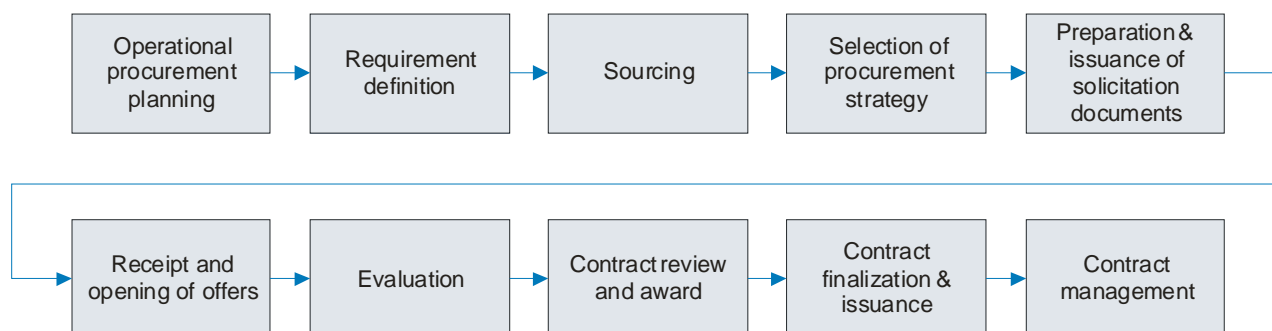 Operational
procurement
planning
Requirement
definition
Sourcing
Selection of
procurement
strategy
Preparation &
issuance of
solicitation
documents
Receipt and
opening of offers
Evaluation
Contract review
and award
Contract
finalization &
issuance
Contract
management